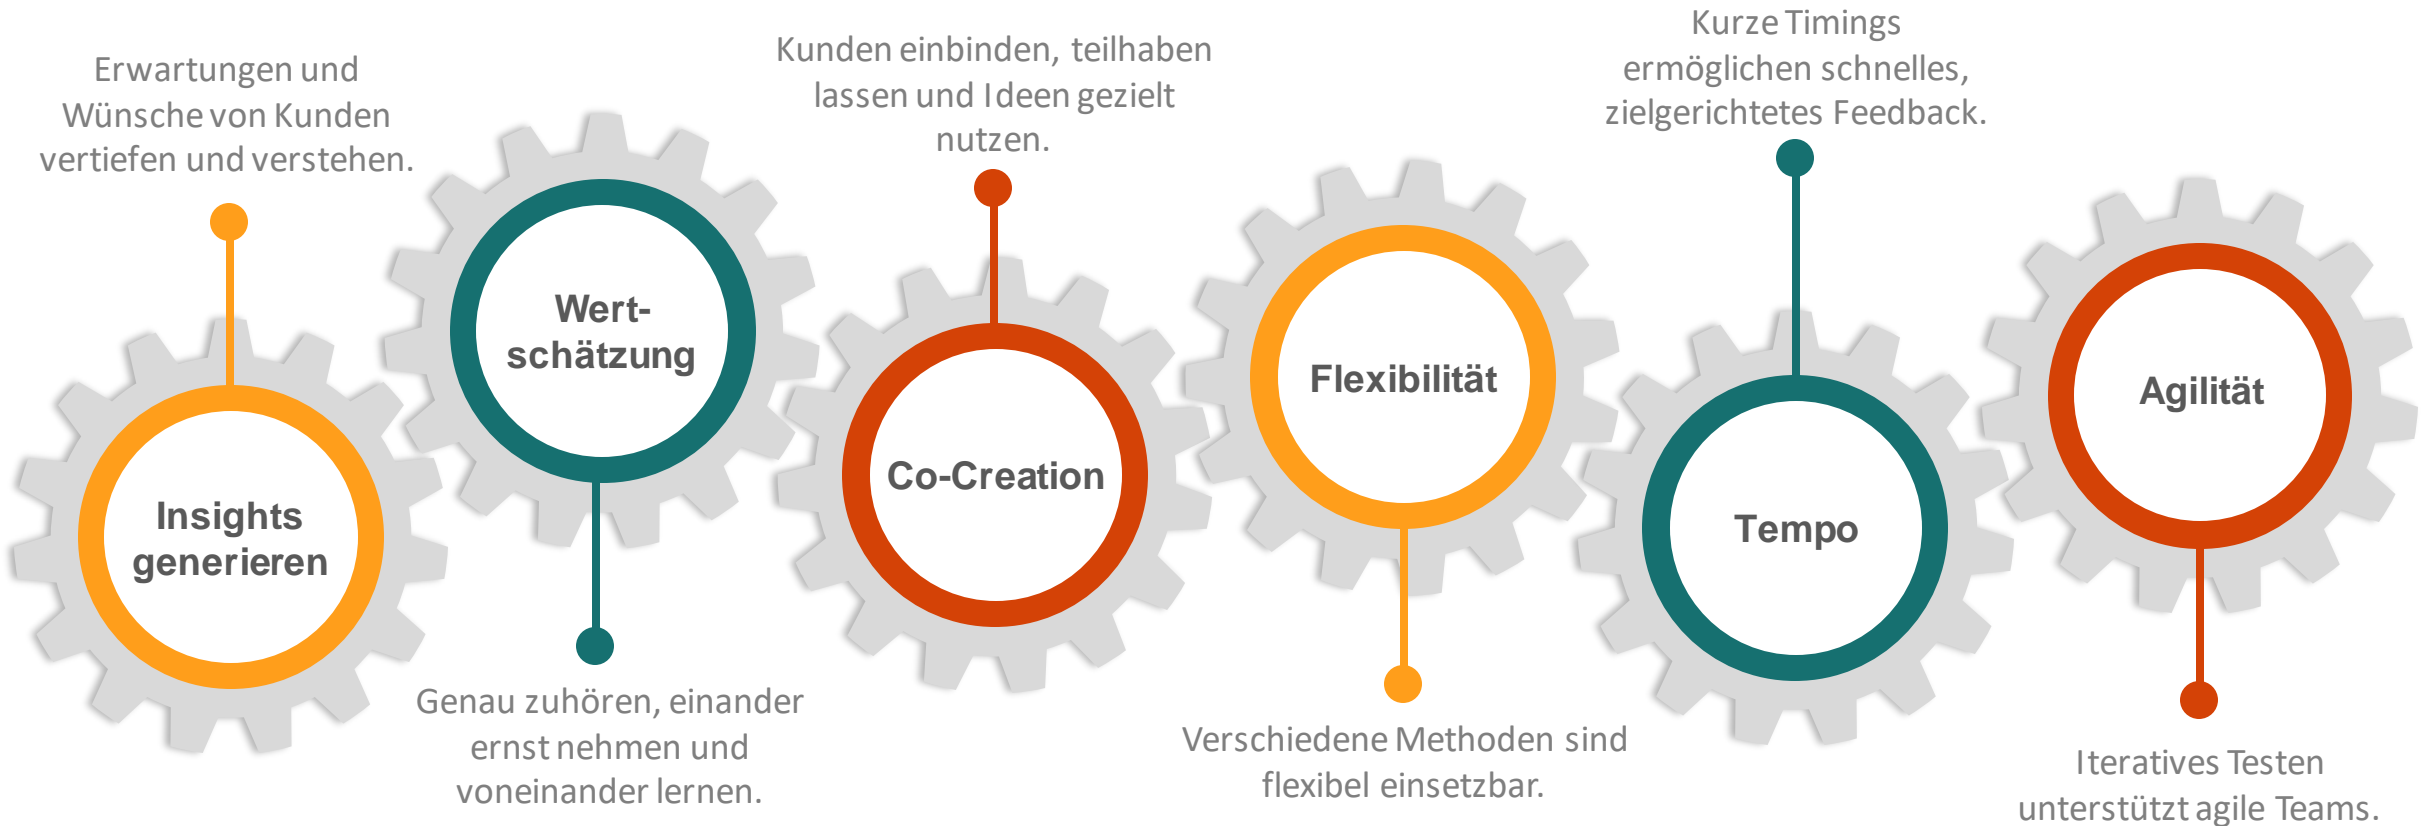 Erwartungen und
Wünsche von Kunden
vertiefen und verstehen.
Insights
generieren
Wert-
schätzung
Genau zuhören, einander
ernst nehmen und
voneinander lernen.
Kunden einbinden, teilhaben
lassen und Ideen gezielt
nutzen.
Co-Creation
Flexibilität
Verschiedene Methoden sind
flexibel einsetzbar.
Kurze Timings
ermöglichen schnelles,
zielgerichtetes Feedback.
Tempo
Agilität
Iteratives Testen
unterstützt agile Teams.